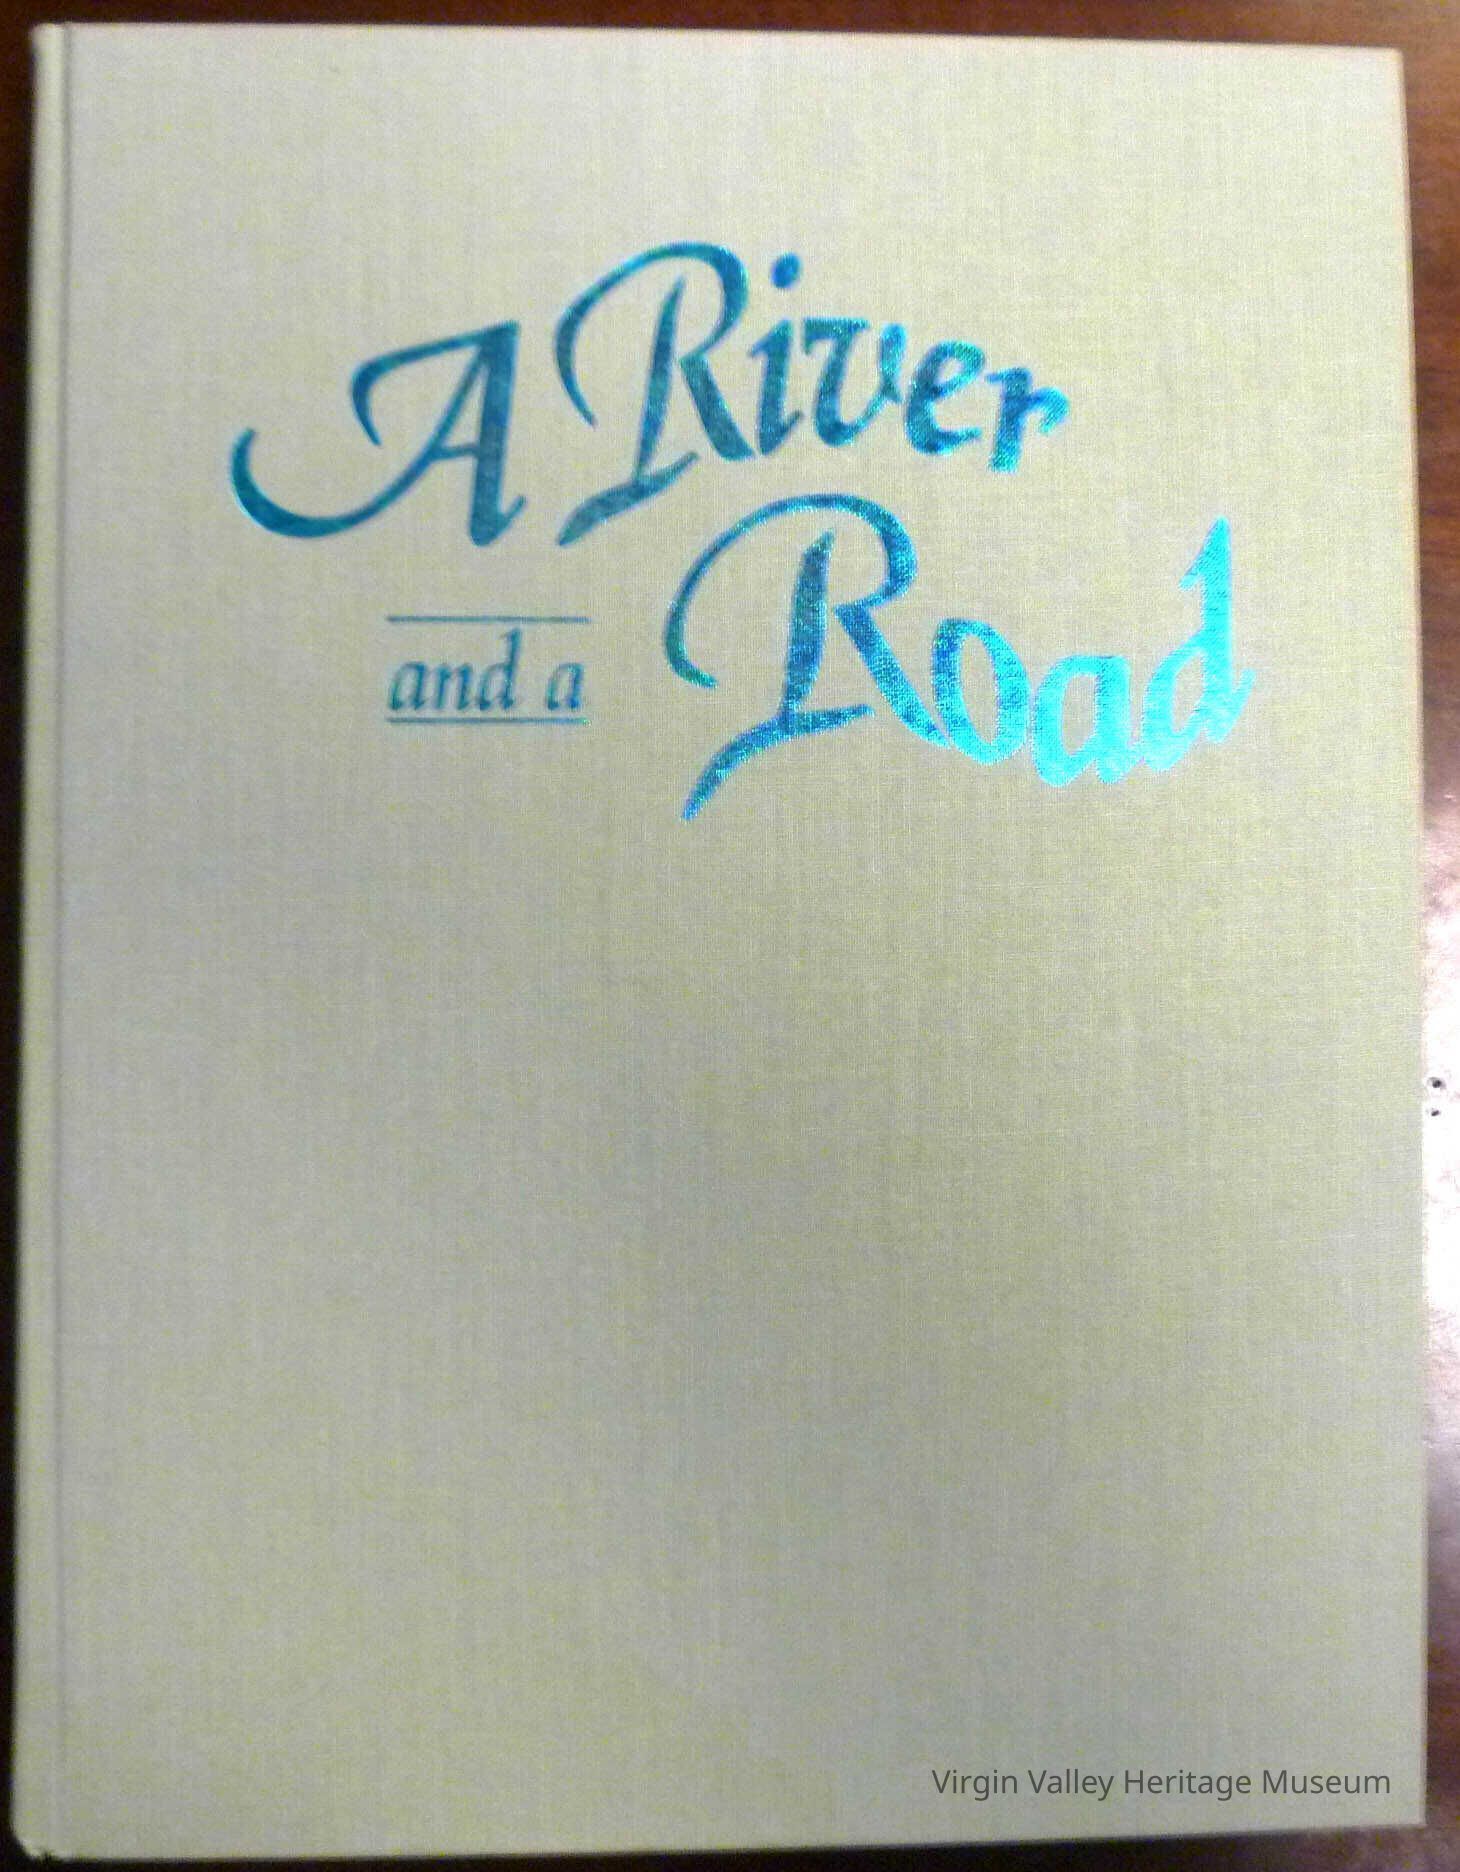 A River
and a Road
Virgin Valley Heritage Museum